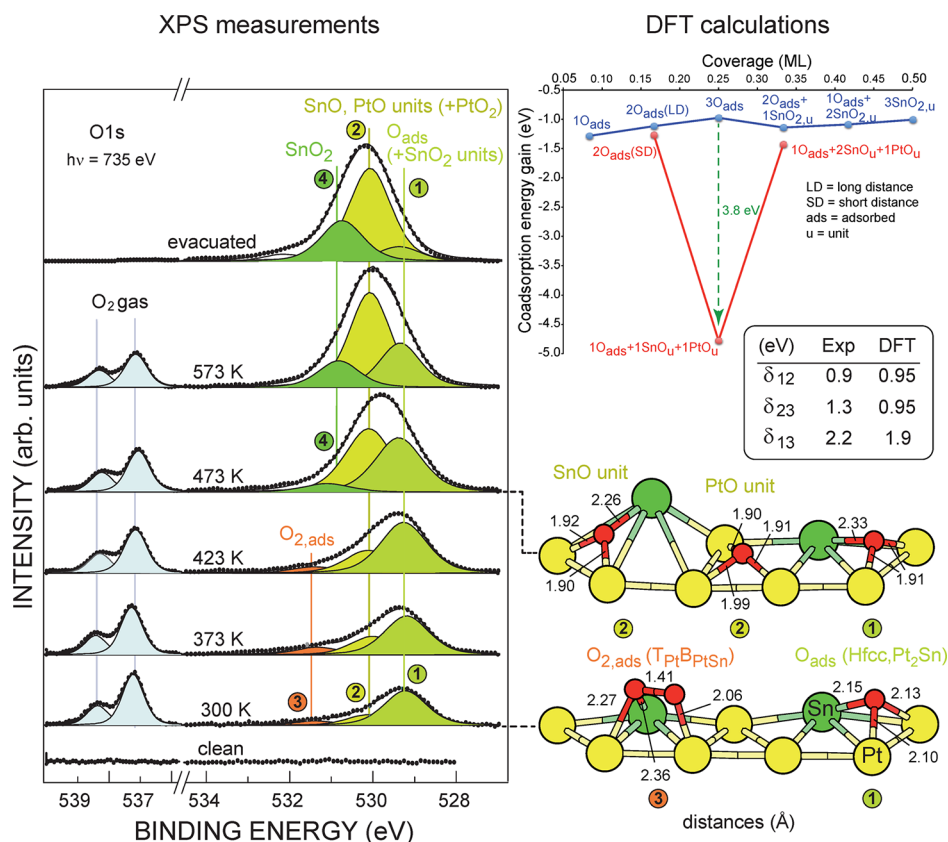 XPS measurements
DFT calculations
O1s
hν = 735 eV
SnO, PtO units (+PtO₂)
2
SnO₂
4
Oads
(+SnO₂ units)
1
evacuated
O₂ gas
573 K
4
473 K
O₂,ads
423 K
373 K
3
2
1
300 K
clean
INTENSITY (arb. units)
539
537
534
532
530
528
BINDING ENERGY (eV)
Coverage (ML)
0.05
0.10
0.15
0.20
0.25
0.30
0.35
0.40
0.45
0.50
Coadsorption energy gain (eV)
-0.5
-1.0
-1.5
-2.0
-2.5
-3.0
-3.5
-4.0
-4.5
-5.0
1Oads
2Oads(LD)
3Oads
2Oads+
1SnO₂,u
1Oads+
2SnO₂,u
3SnO₂,u
2Oads(SD)
1Oads+2SnOu+1PtOu
3.8 eV
LD = long distance
SD = short distance
ads = adsorbed
u = unit
1Oads+1SnOu+1PtOu
(eV) Exp DFT
δ12 0.9 0.95
δ23 1.3 0.95
δ13 2.2 1.9
SnO unit
PtO unit
2.26
1.92
1.90
1.90
1.91
1.99
2.33
1.91
2
2
1
O₂,ads (TPtBPtSn)
Oads (Hfcc,Pt₂Sn)
1.41
2.27
2.06
2.36
Sn
2.15
2.13
2.10
Pt
3
1
distances (Å)